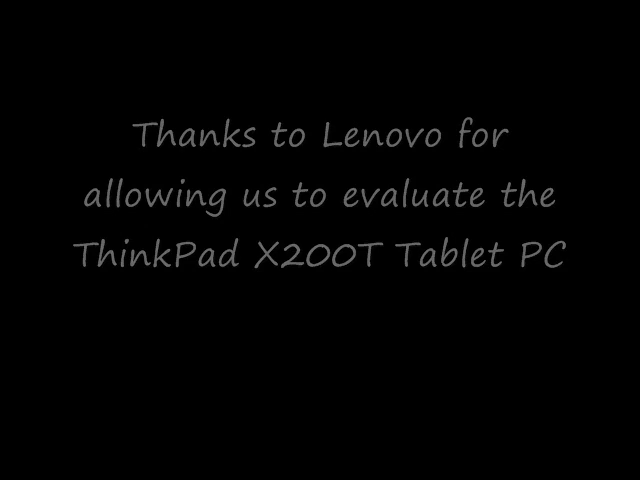 Thanks to Lenovo for
allowing us to evaluate the
ThinkPad X200T Tablet PC